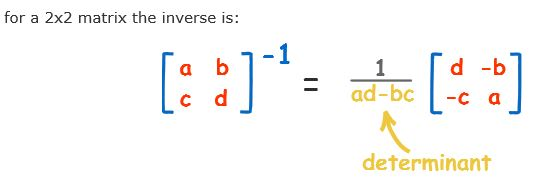 for a 2x2 matrix the inverse is:
a b -1 = 1 d -b
c d ad-bc -c a
determinant